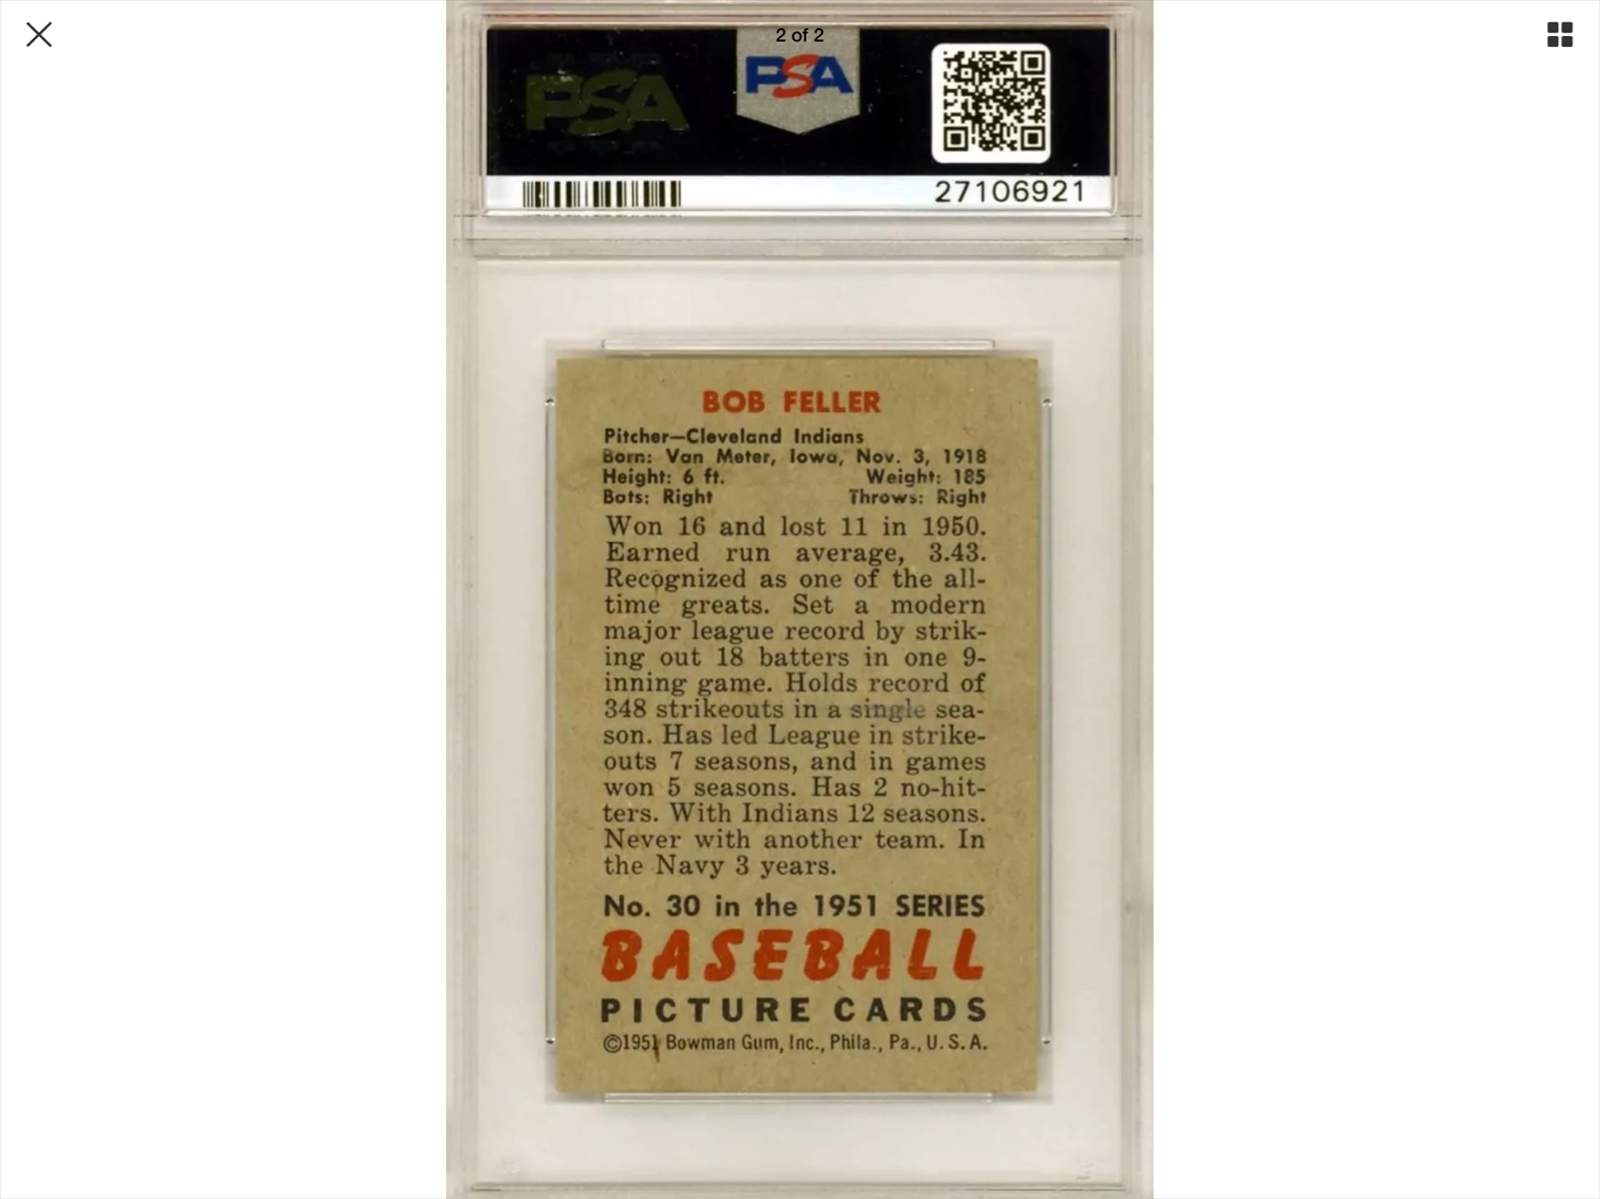 2 of 2
PSA
PSA
27106921
BOB FELLER
Pitcher—Cleveland Indians
Born: Van Meter, Iowa, Nov. 3, 1918
Height: 6 ft. Weight: 185
Bats: Right Throws: Right
Won 16 and lost 11 in 1950.
Earned run average, 3.43.
Recognized as one of the all-
time greats. Set a modern
major league record by strik-
ing out 18 batters in one 9-
inning game. Holds record of
348 strikeouts in a single sea-
son. Has led League in strike-
outs 7 seasons, and in games
won 5 seasons. Has 2 no-hit-
ters. With Indians 12 seasons.
Never with another team. In
the Navy 3 years.
No. 30 in the 1951 SERIES
BASEBALL
PICTURE CARDS
©1951 Bowman Gum, Inc., Phila., Pa., U.S.A.